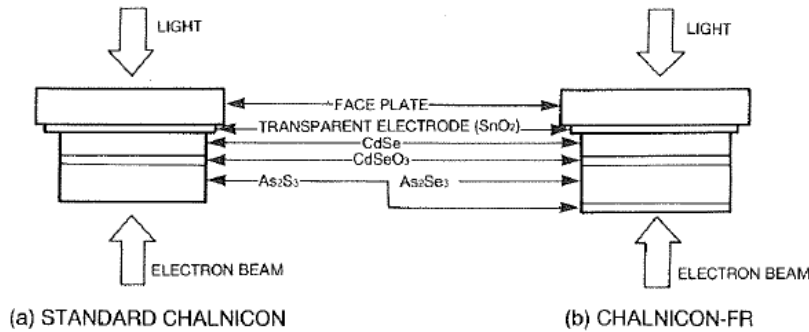 LIGHT LIGHT
FACE PLATE
TRANSPARENT ELECTRODE (SnO₂)
CdSe
CdSeO₃
As₂S₃ As₂Se₃
ELECTRON BEAM ELECTRON BEAM
(a) STANDARD CHALNICON (b) CHALNICON-FR